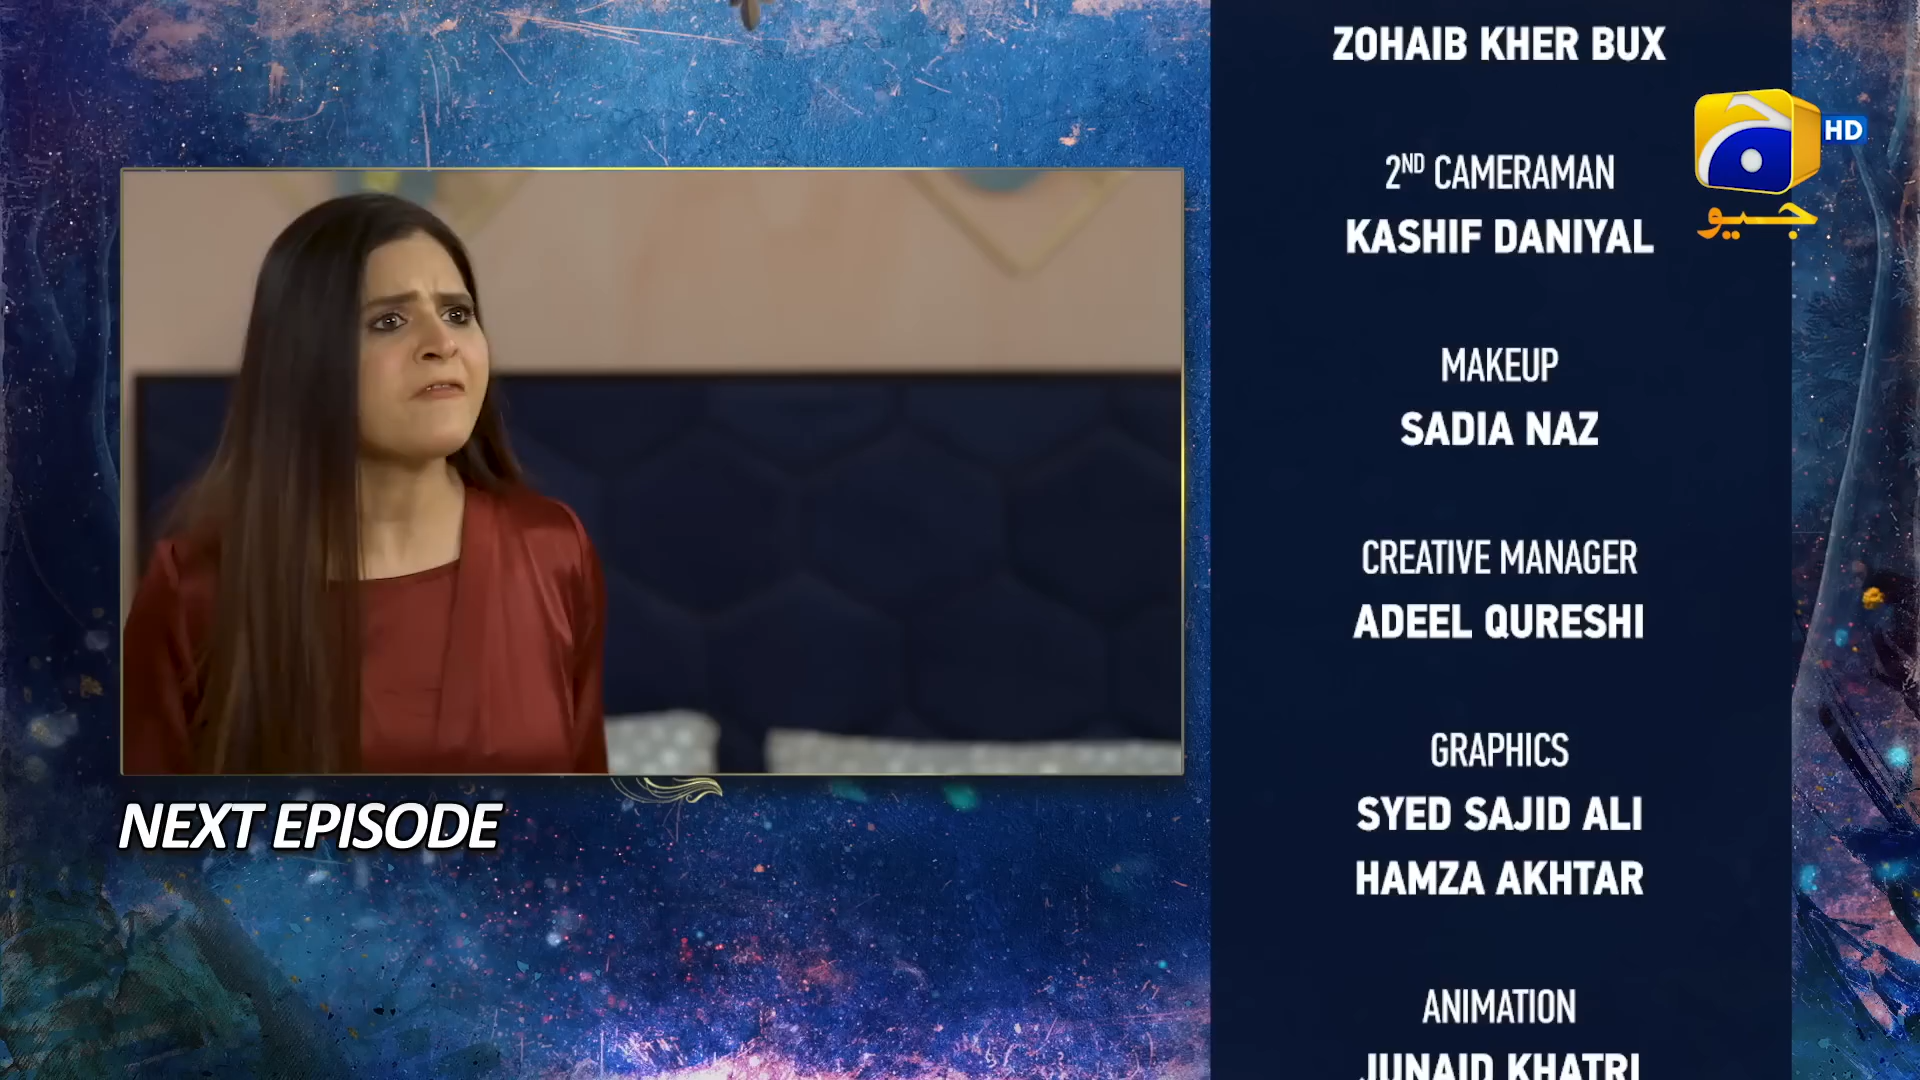 ZOHAIB KHER BUX
2ND CAMERAMAN
KASHIF DANIYAL
MAKEUP
SADIA NAZ
CREATIVE MANAGER
ADEEL QURESHI
GRAPHICS
SYED SAJID ALI
HAMZA AKHTAR
ANIMATION
JUNAID KHATRI
HD
جیو
NEXT EPISODE